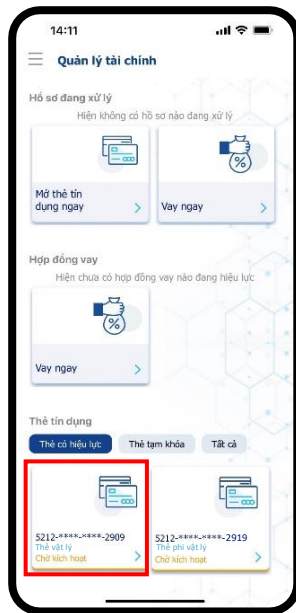 14:11
Quản lý tài chính
Hồ sơ đang xử lý
Hiện không có hồ sơ nào đang xử lý
Mở thẻ tín
dụng ngay
Vay ngay
Hợp đồng vay
Hiện chưa có hợp đồng vay nào đang hiệu lực
Vay ngay
Thẻ tín dụng
Thẻ có hiệu lực Thẻ tạm khóa Tất cả
5212-****-****-2909
Thẻ vật lý
Chờ kích hoạt
5212-****-****-2919
Thẻ phi vật lý
Chờ kích hoạt